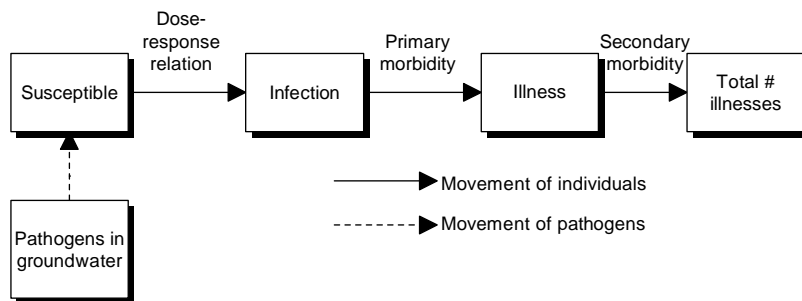 Dose-
response
relation
Primary
morbidity
Secondary
morbidity
Susceptible
Infection
Illness
Total #
illnesses
Movement of individuals
Movement of pathogens
Pathogens in
groundwater